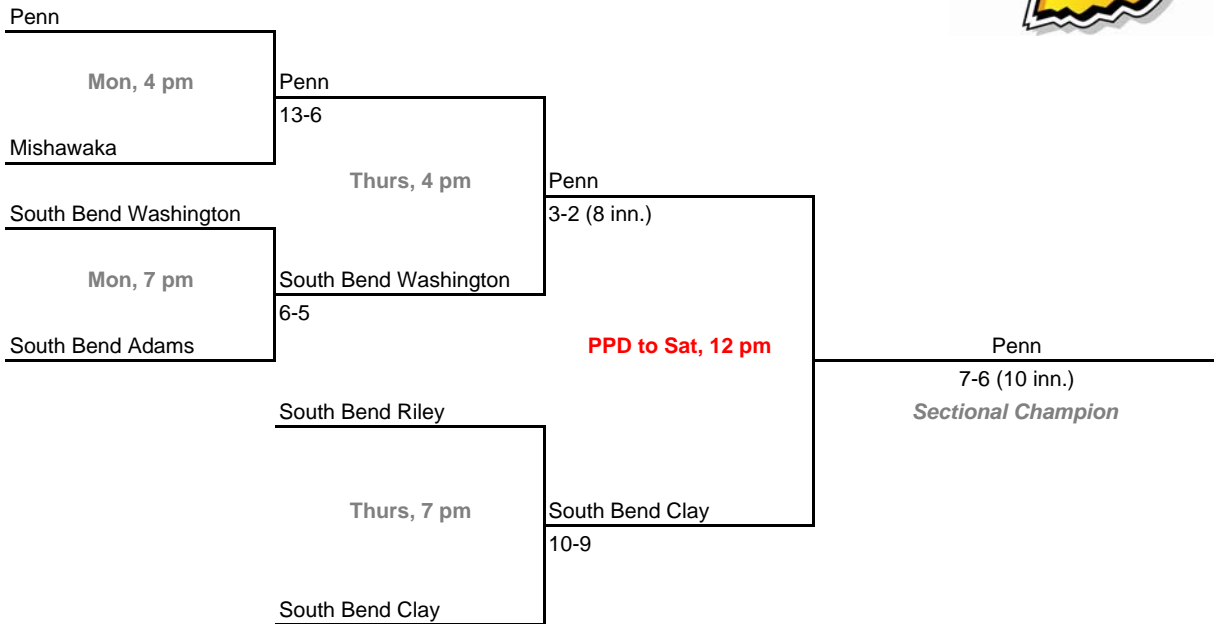 Penn
Mon, 4 pm
Penn
13-6
Mishawaka
Thurs, 4 pm
Penn
South Bend Washington
3-2 (8 inn.)
Mon, 7 pm
South Bend Washington
6-5
South Bend Adams
PPD to Sat, 12 pm
Penn
7-6 (10 inn.)
South Bend Riley
Sectional Champion
Thurs, 7 pm
South Bend Clay
10-9
South Bend Clay